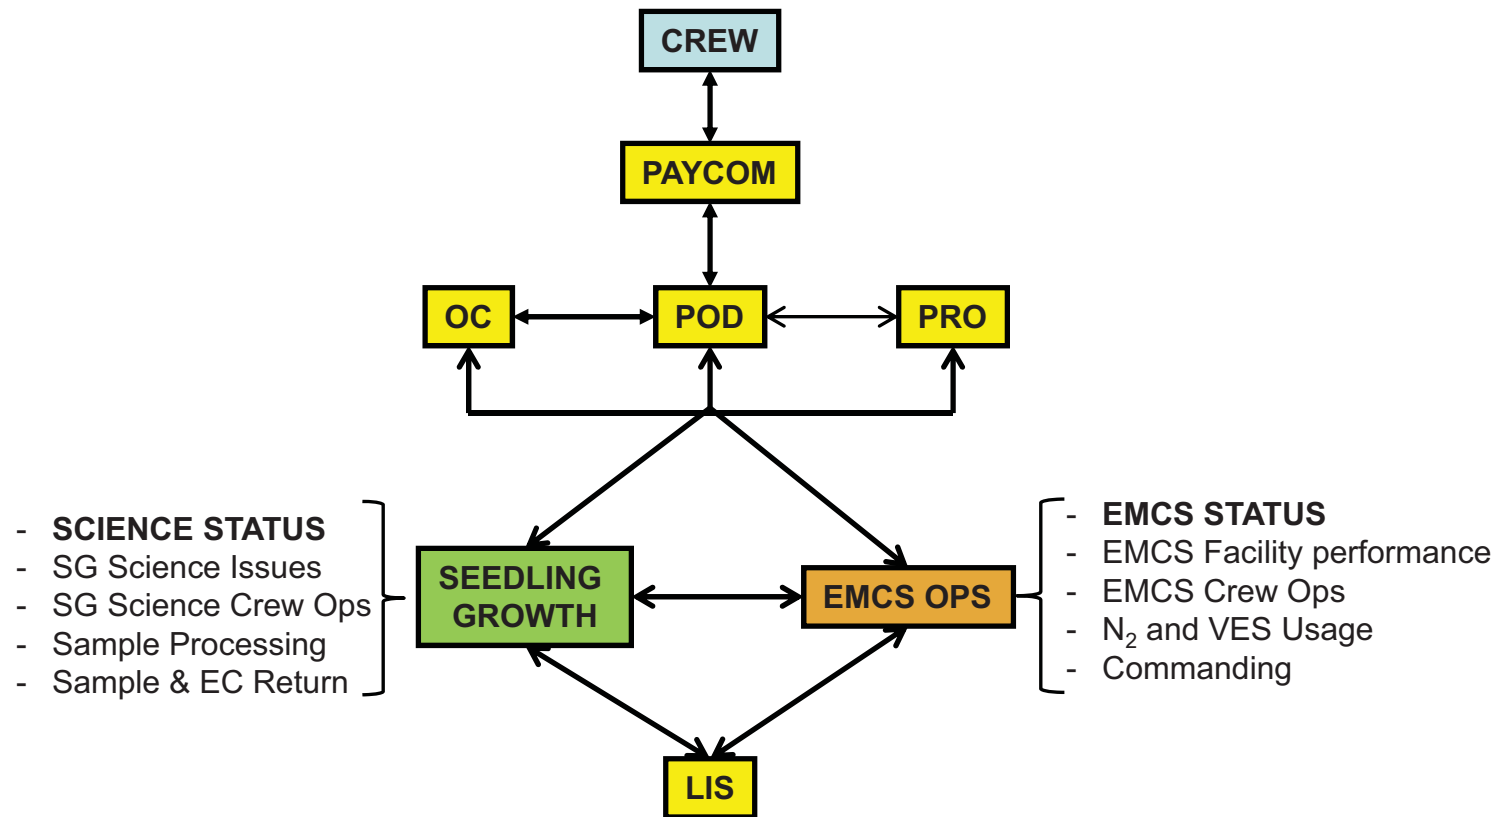 CREW
PAYCOM
OC
POD
PRO
- SCIENCE STATUS
- SG Science Issues
- SG Science Crew Ops
- Sample Processing
- Sample & EC Return
SEEDLING
GROWTH
EMCS OPS
- EMCS STATUS
- EMCS Facility performance
- EMCS Crew Ops
- N₂ and VES Usage
- Commanding
LIS